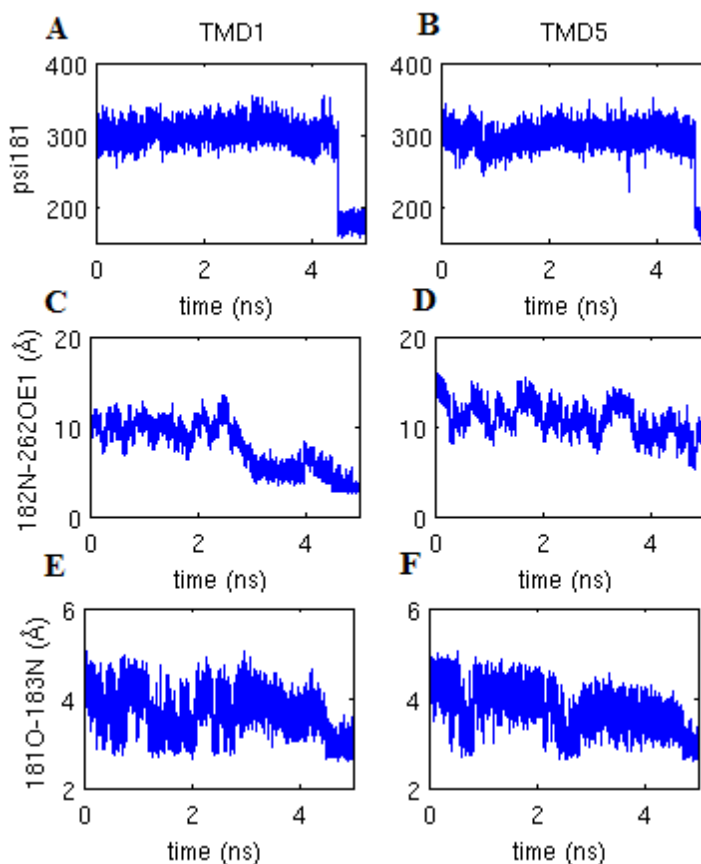 A TMD1 B TMD5
400 400
300 300
200 200
psi181
0 2 4 0 2 4
time (ns) time (ns)
C D
20 20
10 10
0 0
182N-262OE1 (Å)
0 2 4 0 2 4
time (ns) time (ns)
E F
6 6
4 4
2 2
181O-183N (Å)
0 2 4 0 2 4
time (ns) time (ns)